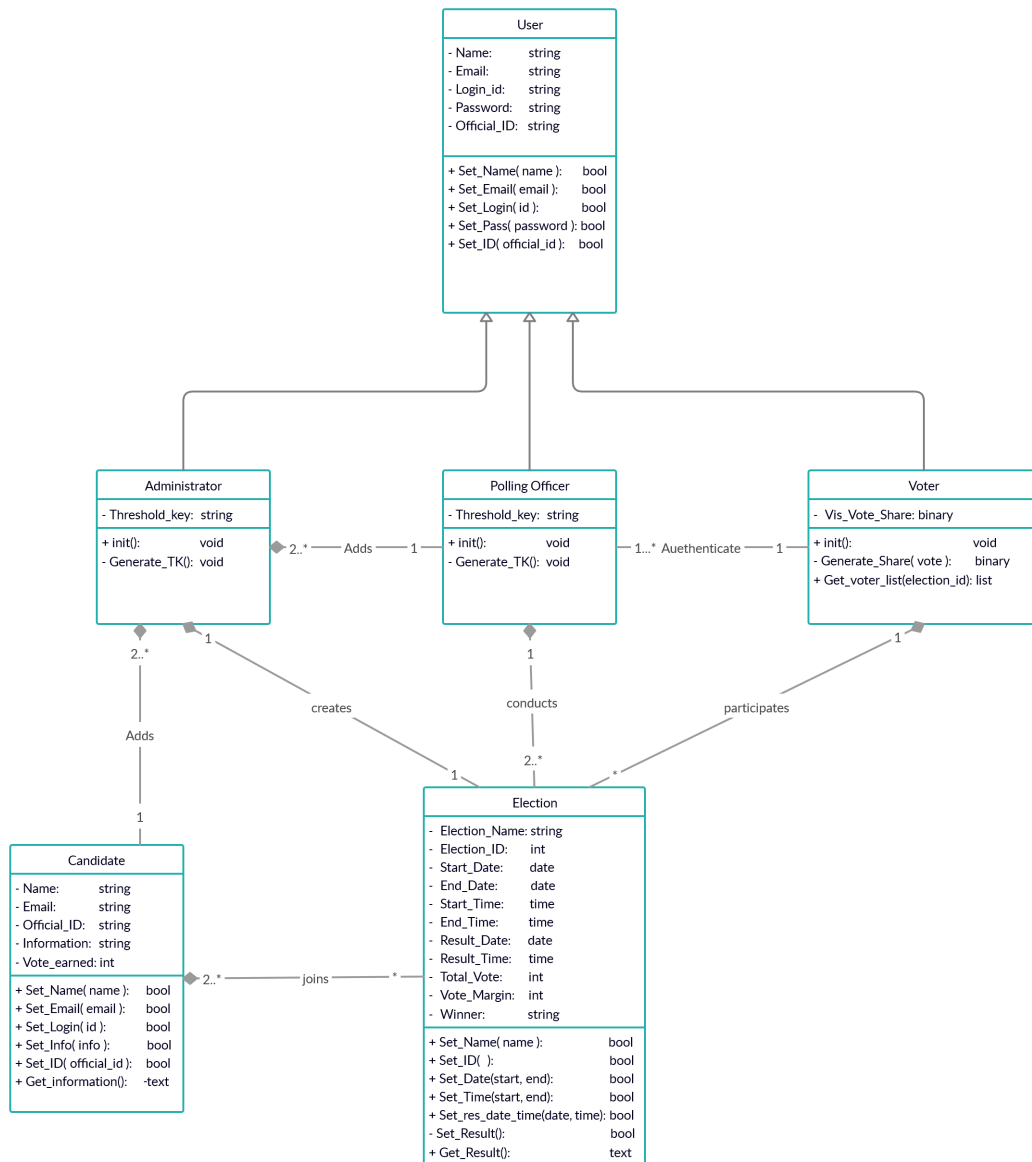 User
- Name: string
- Email: string
- Login_id: string
- Password: string
- Official_ID: string
+ Set_Name( name ): bool
+ Set_Email( email ): bool
+ Set_Login( id ): bool
+ Set_Pass( password ): bool
+ Set_ID( official_id ): bool
Administrator
- Threshold_key: string
+ init(): void
- Generate_TK(): void
2..* Adds 1
Polling Officer
- Threshold_key: string
+ init(): void
- Generate_TK(): void
1...* Auethenticate 1
Voter
- Vis_Vote_Share: binary
+ init(): void
- Generate_Share( vote ): binary
+ Get_voter_list(election_id): list
2..*
Adds
1
1
creates
1
1
conducts
2..*
1
participates
*
Candidate
- Name: string
- Email: string
- Official_ID: string
- Information: string
- Vote_earned: int
+ Set_Name( name ): bool
+ Set_Email( email ): bool
+ Set_Login( id ): bool
+ Set_Info( info ): bool
+ Set_ID( official_id ): bool
+ Get_information(): -text
2..* joins *
Election
- Election_Name: string
- Election_ID: int
- Start_Date: date
- End_Date: date
- Start_Time: time
- End_Time: time
- Result_Date: date
- Result_Time: time
- Total_Vote: int
- Vote_Margin: int
- Winner: string
+ Set_Name( name ): bool
+ Set_ID( ): bool
+ Set_Date(start, end): bool
+ Set_Time(start, end): bool
+ Set_res_date_time(date, time): bool
- Set_Result(): bool
+ Get_Result(): text